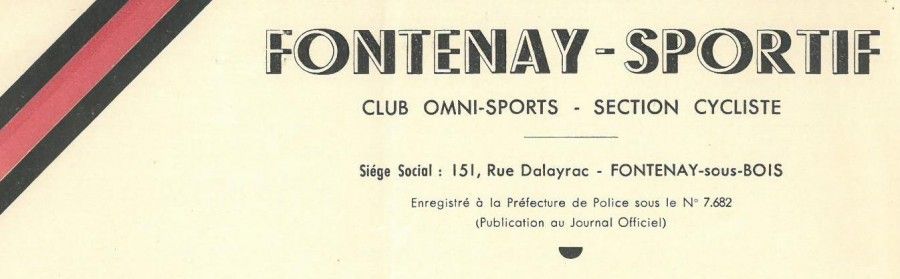 FONTENAY-SPORTIF
CLUB OMNI-SPORTS - SECTION CYCLISTE
Siége Social : 151, Rue Dalayrac - FONTENAY-sous-BOIS
Enregistré à la Préfecture de Police sous le N° 7.682
(Publication au Journal Officiel)